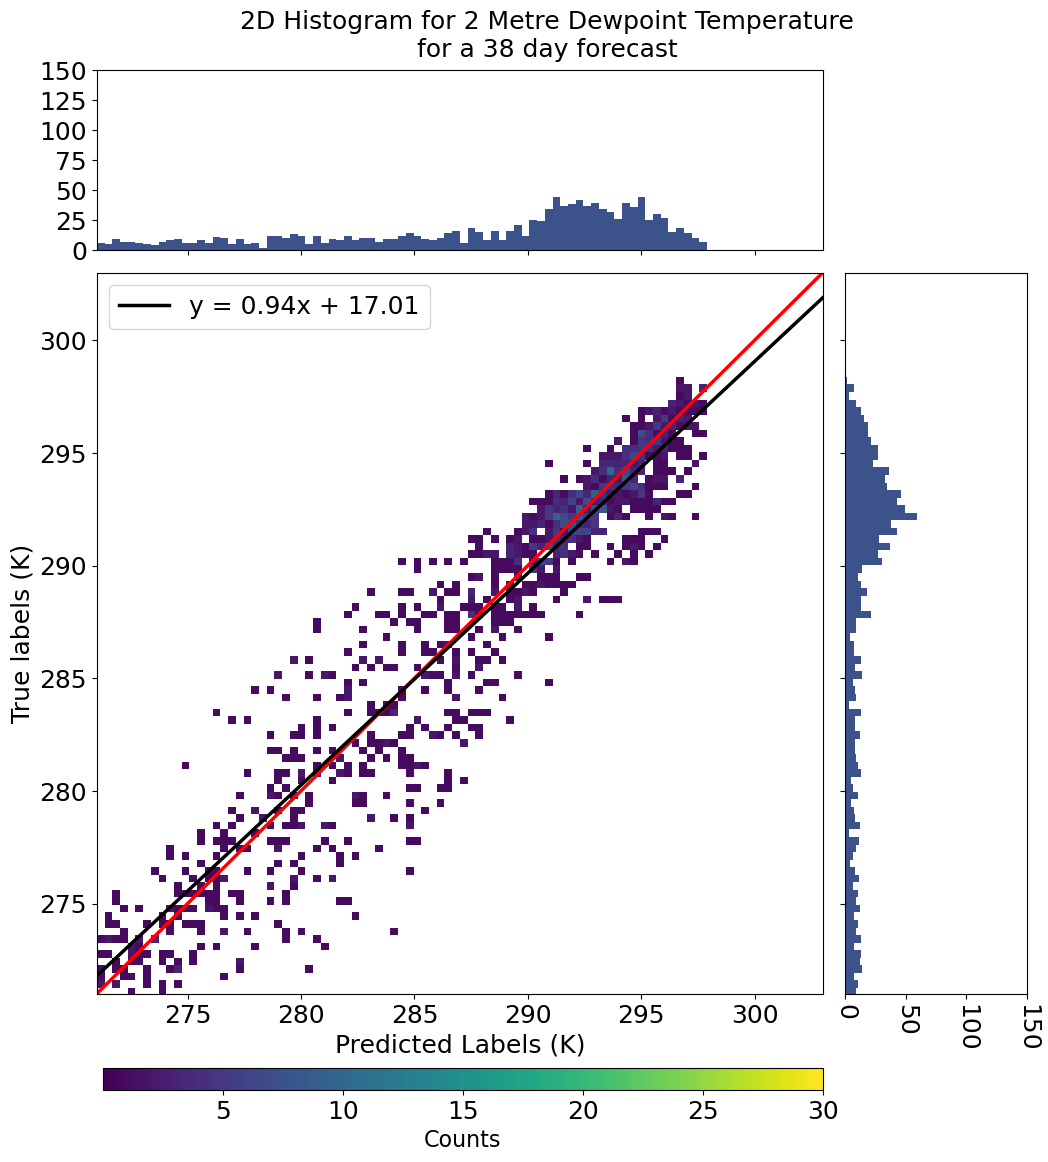 2D Histogram for 2 Metre Dewpoint Temperature
for a 38 day forecast
150
125
100
75
50
25
0
y = 0.94x + 17.01
300
295
290
285
280
275
True labels (K)
275 280 285 290 295 300
Predicted Labels (K)
0 50 100 150
5 10 15 20 25 30
Counts